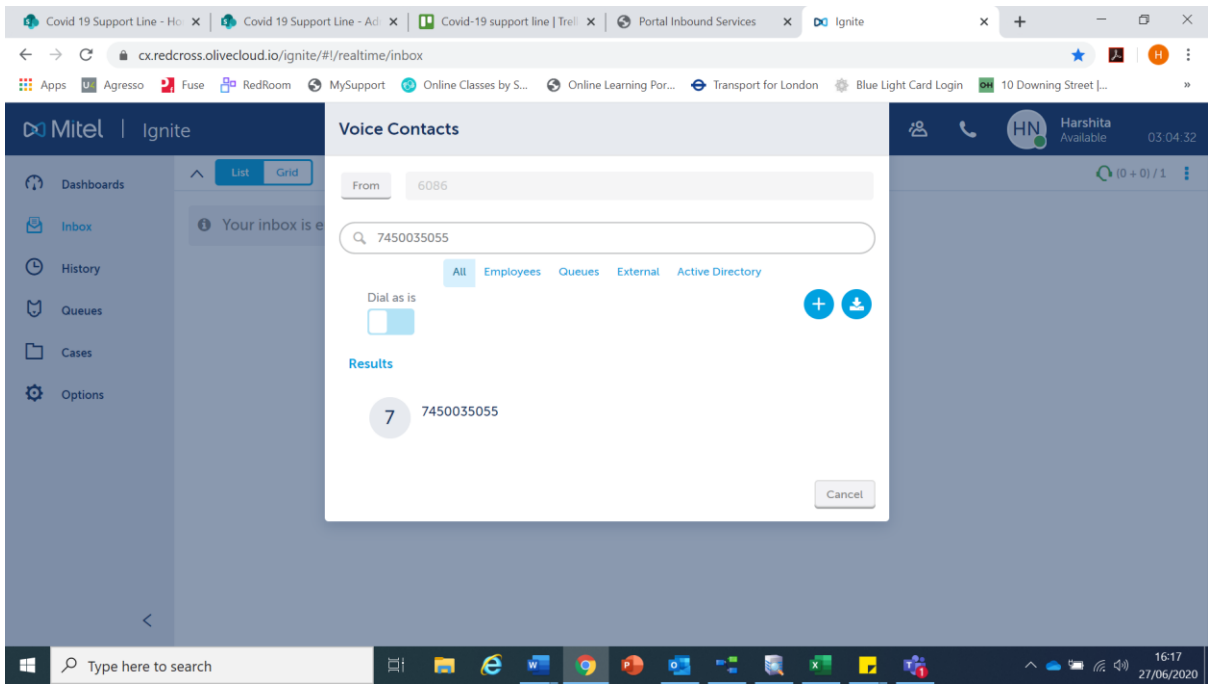 Covid 19 Support Line - Ho
Covid 19 Support Line - Ad
Covid-19 support line | Trell
Portal Inbound Services
Ignite
cx.redcross.olivecloud.io/ignite/#!/realtime/inbox
H
Apps
U4 Agresso
Fuse
RedRoom
MySupport
Online Classes by S...
Online Learning Por...
Transport for London
Blue Light Card Login
OH 10 Downing Street |...
»
Mitel | Ignite
Voice Contacts
HN
Harshita
Available
03:04:32
Dashboards
List
Grid
From
6086
(0 + 0) / 1
Inbox
Your inbox is e
7450035055
History
All
Employees
Queues
External
Active Directory
Queues
Dial as is
Cases
Results
Options
7
7450035055
Cancel
Type here to search
16:17
27/06/2020